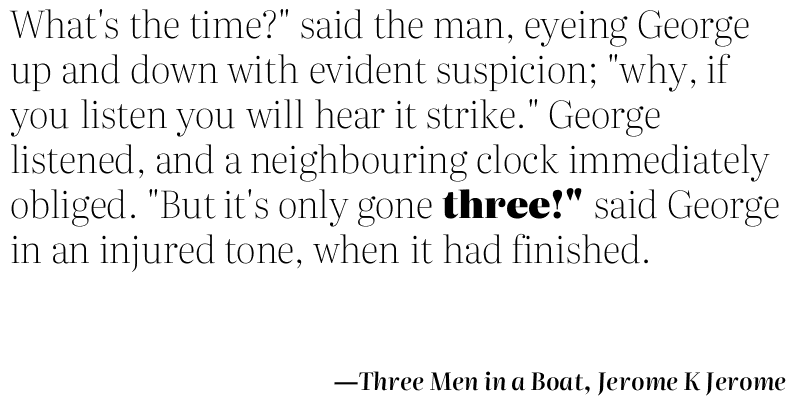 What's the time?" said the man, eyeing George
up and down with evident suspicion; "why, if
you listen you will hear it strike." George
listened, and a neighbouring clock immediately
obliged. "But it's only gone three!" said George
in an injured tone, when it had finished.
—Three Men in a Boat, Jerome K Jerome